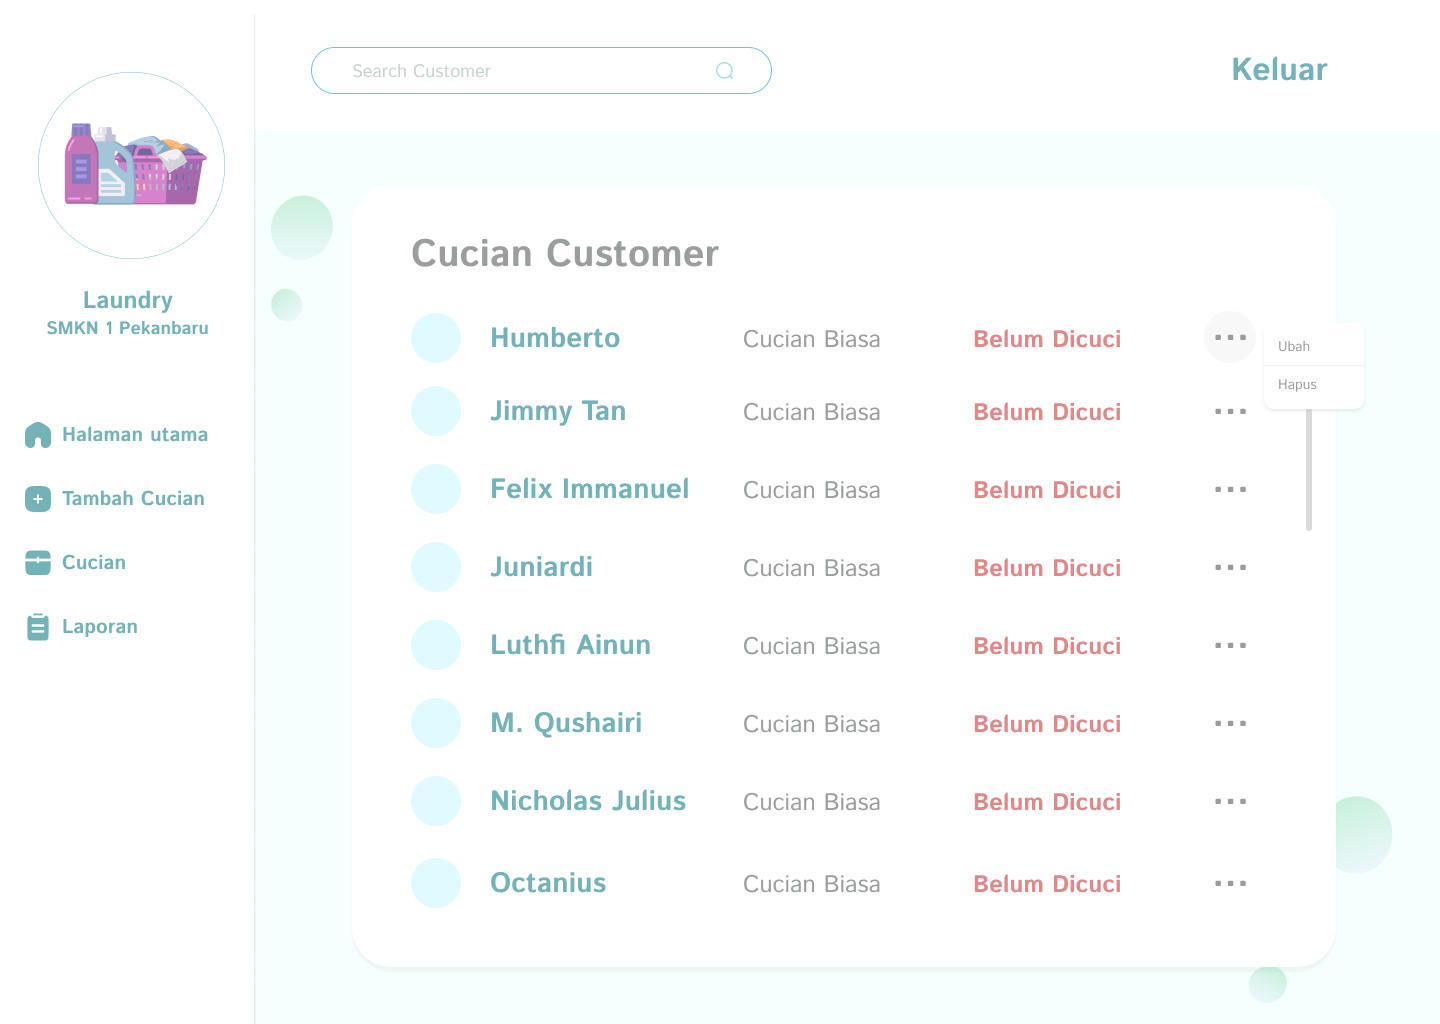 Search Customer
Keluar
Laundry
SMKN 1 Pekanbaru
Halaman utama
Tambah Cucian
Cucian
Laporan
Cucian Customer
Humberto Cucian Biasa Belum Dicuci
Ubah
Hapus
Jimmy Tan Cucian Biasa Belum Dicuci
Felix Immanuel Cucian Biasa Belum Dicuci
Juniardi Cucian Biasa Belum Dicuci
Luthfi Ainun Cucian Biasa Belum Dicuci
M. Qushairi Cucian Biasa Belum Dicuci
Nicholas Julius Cucian Biasa Belum Dicuci
Octanius Cucian Biasa Belum Dicuci